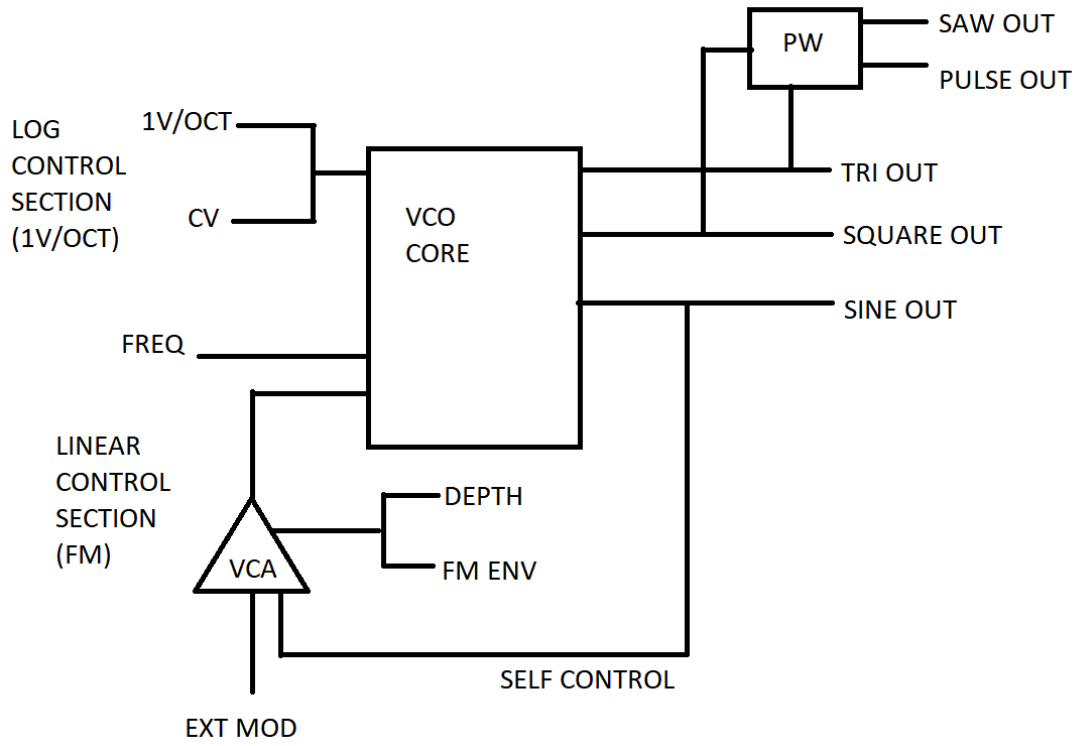 SAW OUT
PW
PULSE OUT
LOG
CONTROL
SECTION
(1V/OCT)
1V/OCT
CV
VCO
CORE
TRI OUT
SQUARE OUT
SINE OUT
FREQ
LINEAR
CONTROL
SECTION
(FM)
DEPTH
VCA
FM ENV
SELF CONTROL
EXT MOD